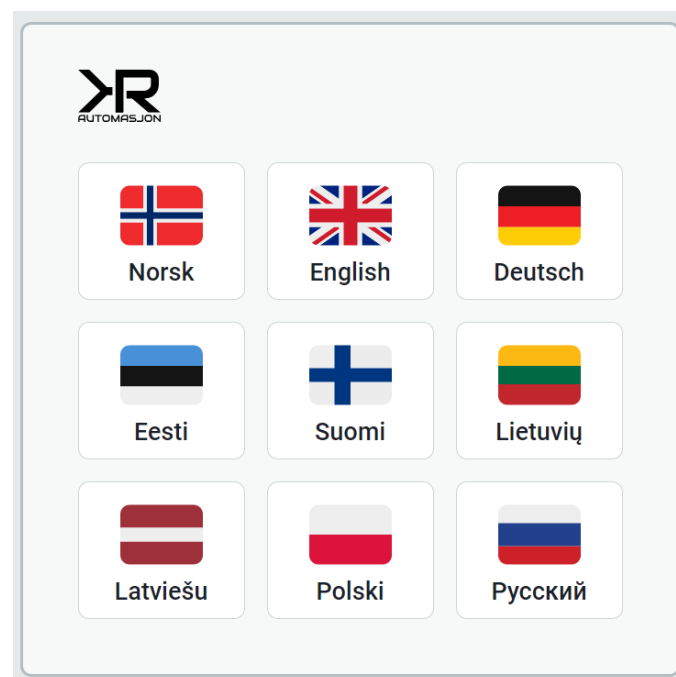 KR
AUTOMASJON
Norsk English Deutsch
Eesti Suomi Lietuvių
Latviešu Polski Русский